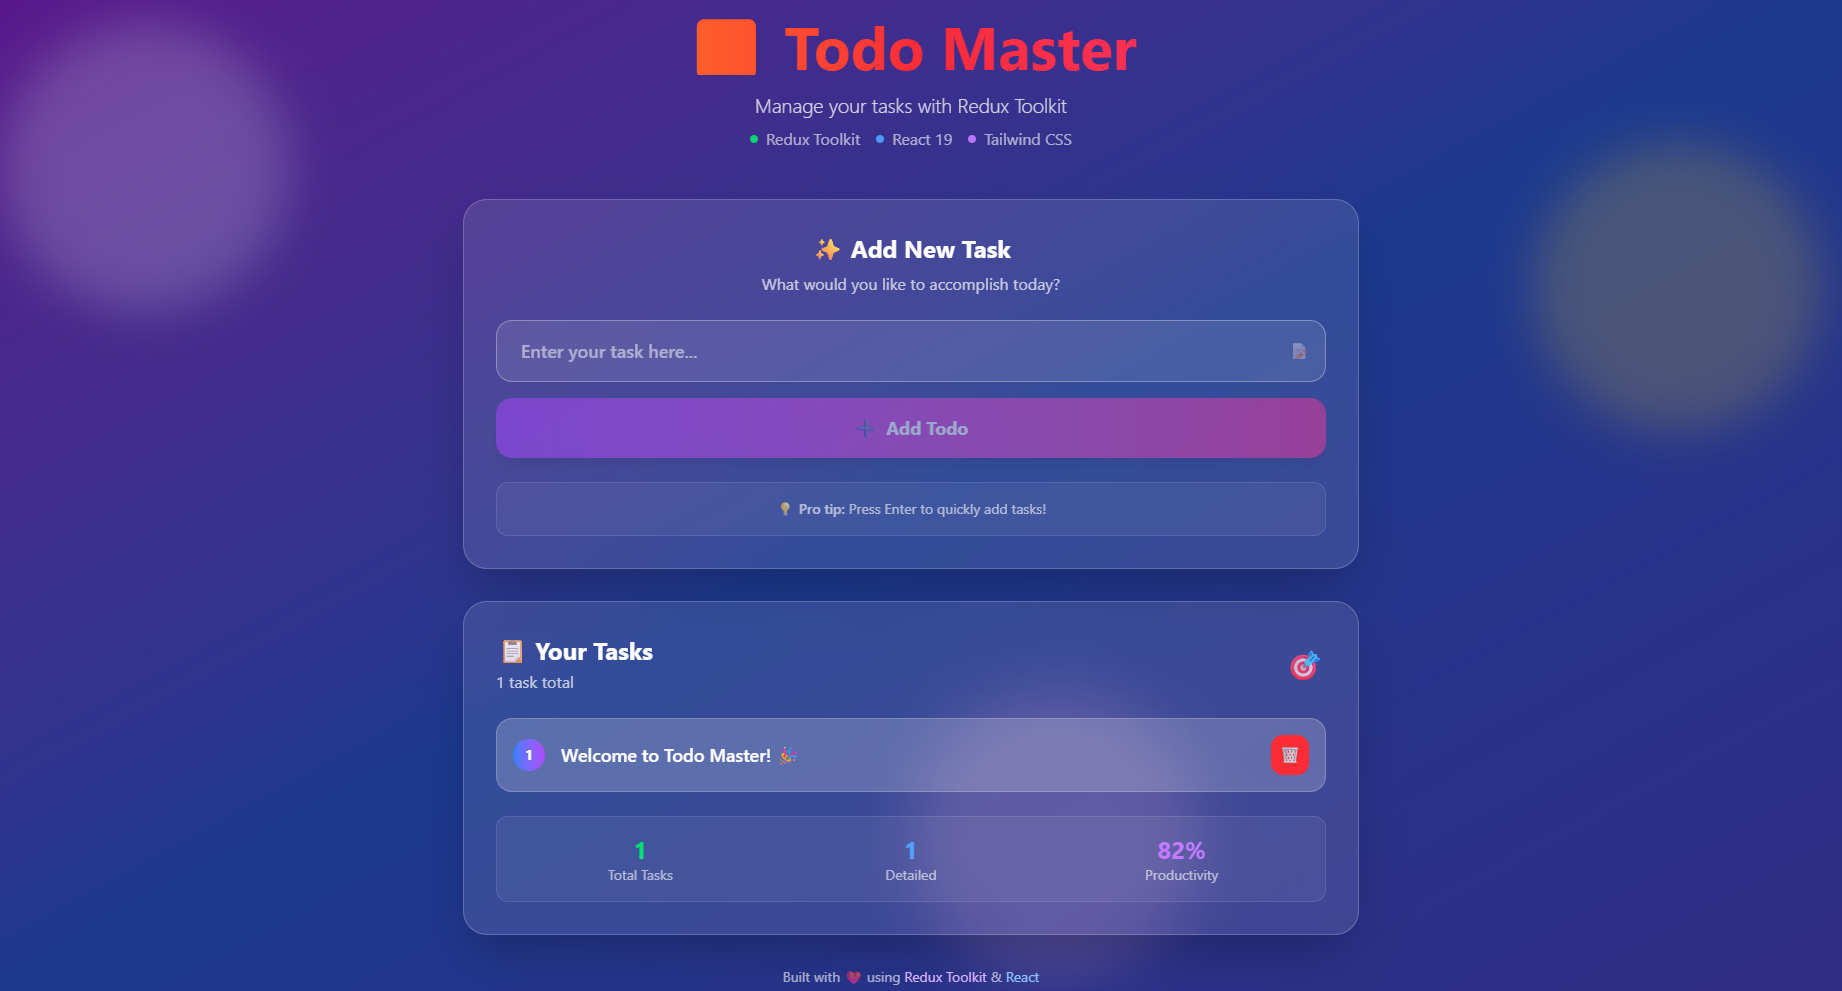 Todo Master
Manage your tasks with Redux Toolkit
Redux Toolkit React 19 Tailwind CSS
✨ Add New Task
What would you like to accomplish today?
Enter your task here...
➕ Add Todo
💡 Pro tip: Press Enter to quickly add tasks!
📋 Your Tasks
1 task total
1 Welcome to Todo Master! 🎉
1 1 82%
Total Tasks Detailed Productivity
Built with ❤️ using Redux Toolkit & React